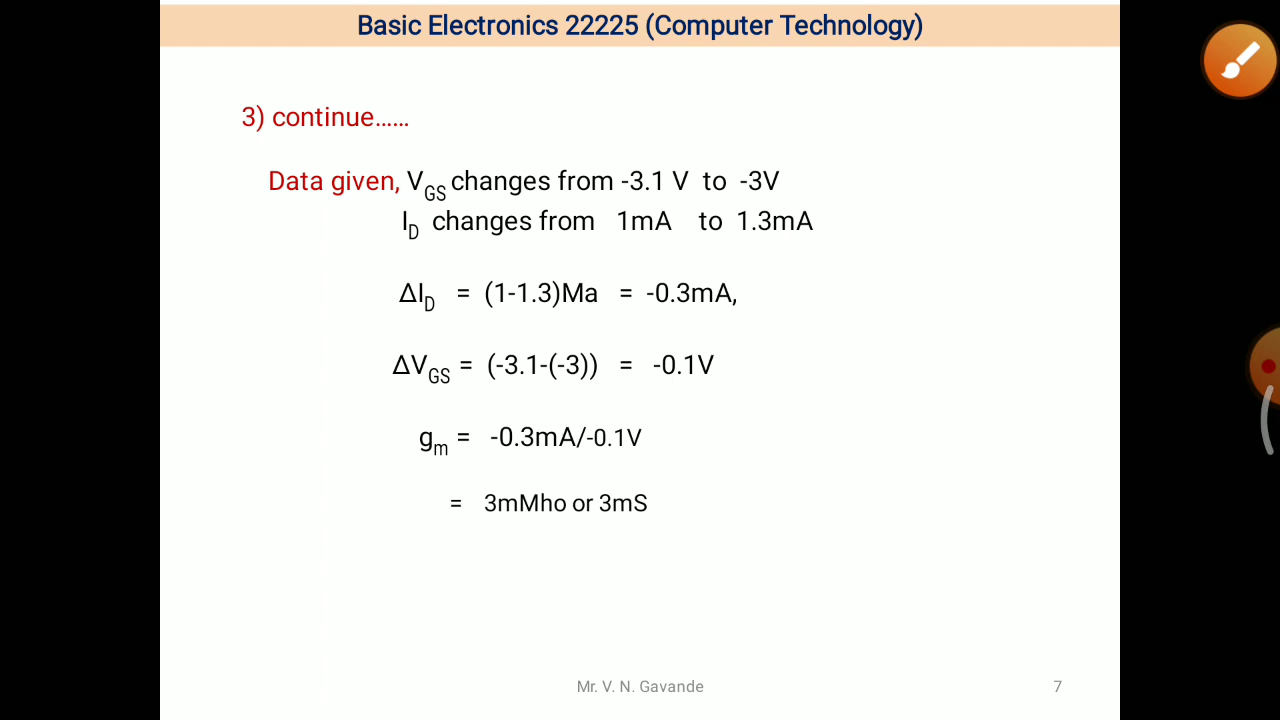 Basic Electronics 22225 (Computer Technology)
3) continue......
Data given, VGS changes from -3.1 V to -3V
ID changes from 1mA to 1.3mA
ΔID = (1-1.3)Ma = -0.3mA,
ΔVGS = (-3.1-(-3)) = -0.1V
gm = -0.3mA/-0.1V
= 3mMho or 3mS
Mr. V. N. Gavande 7